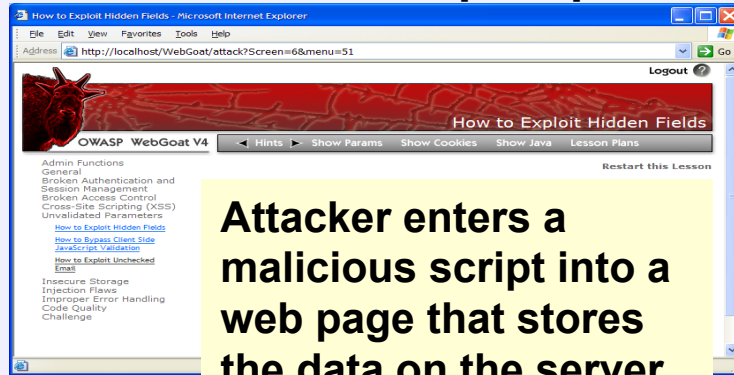 How to Exploit Hidden Fields - Microsoft Internet Explorer
File Edit View Favorites Tools Help
Address http://localhost/WebGoat/attack?Screen=6&menu=51 Go
Logout ?
How to Exploit Hidden Fields
OWASP WebGoat V4 Hints Show Params Show Cookies Show Java Lesson Plans
Restart this Lesson
Admin Functions
General
Broken Authentication and
Session Management
Broken Access Control
Cross-Site Scripting (XSS)
Unvalidated Parameters
How to Exploit Hidden Fields
How to Bypass Client Side
JavaScript Validation
How to Exploit Unchecked
Email
Insecure Storage
Injection Flaws
Improper Error Handling
Code Quality
Challenge
Attacker enters a
malicious script into a
web page that stores
the data on the server